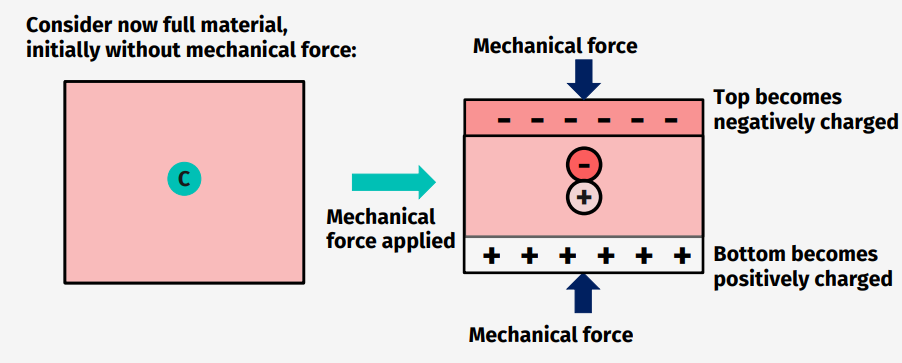 Consider now full material,
initially without mechanical force:
C
Mechanical
force applied
Mechanical force
- - - - - -
Top becomes
negatively charged
-
+
+ + + + + +
Bottom becomes
positively charged
Mechanical force